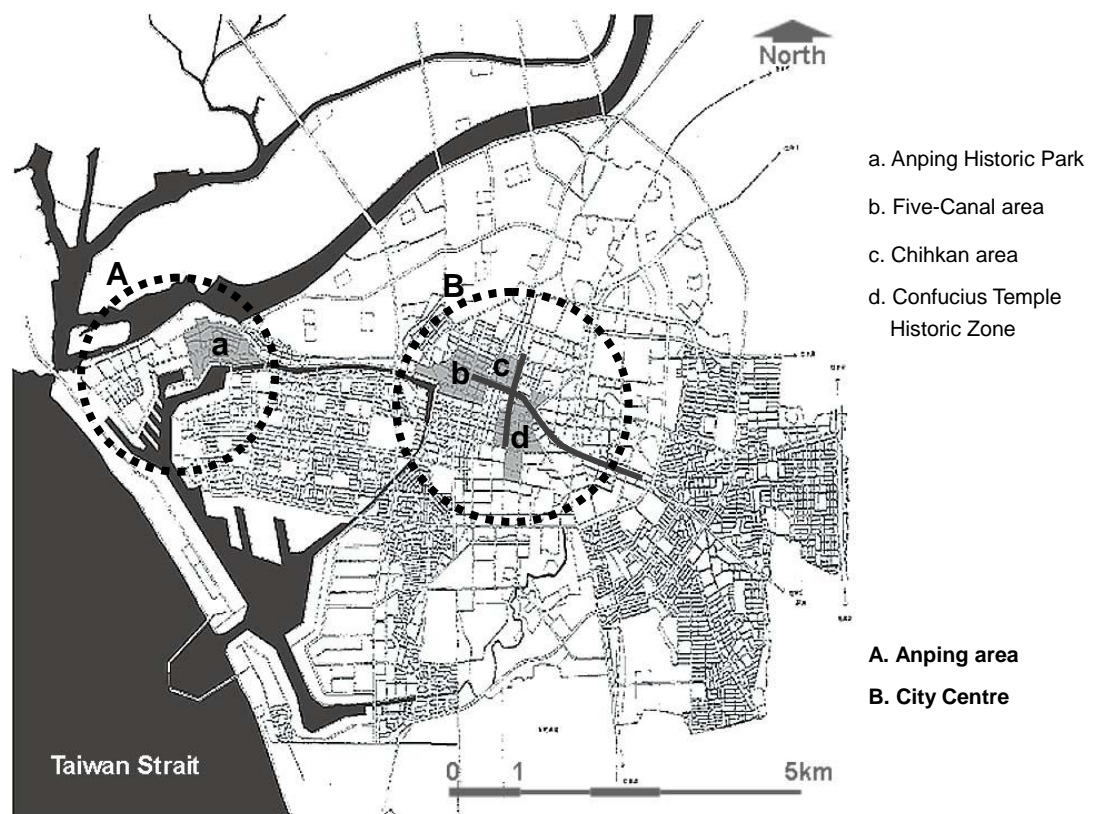 North
a. Anping Historic Park
b. Five-Canal area
c. Chihkan area
d. Confucius Temple
Historic Zone
A
B
a
c
b
d
A. Anping area
B. City Centre
Taiwan Strait
0 1 5km